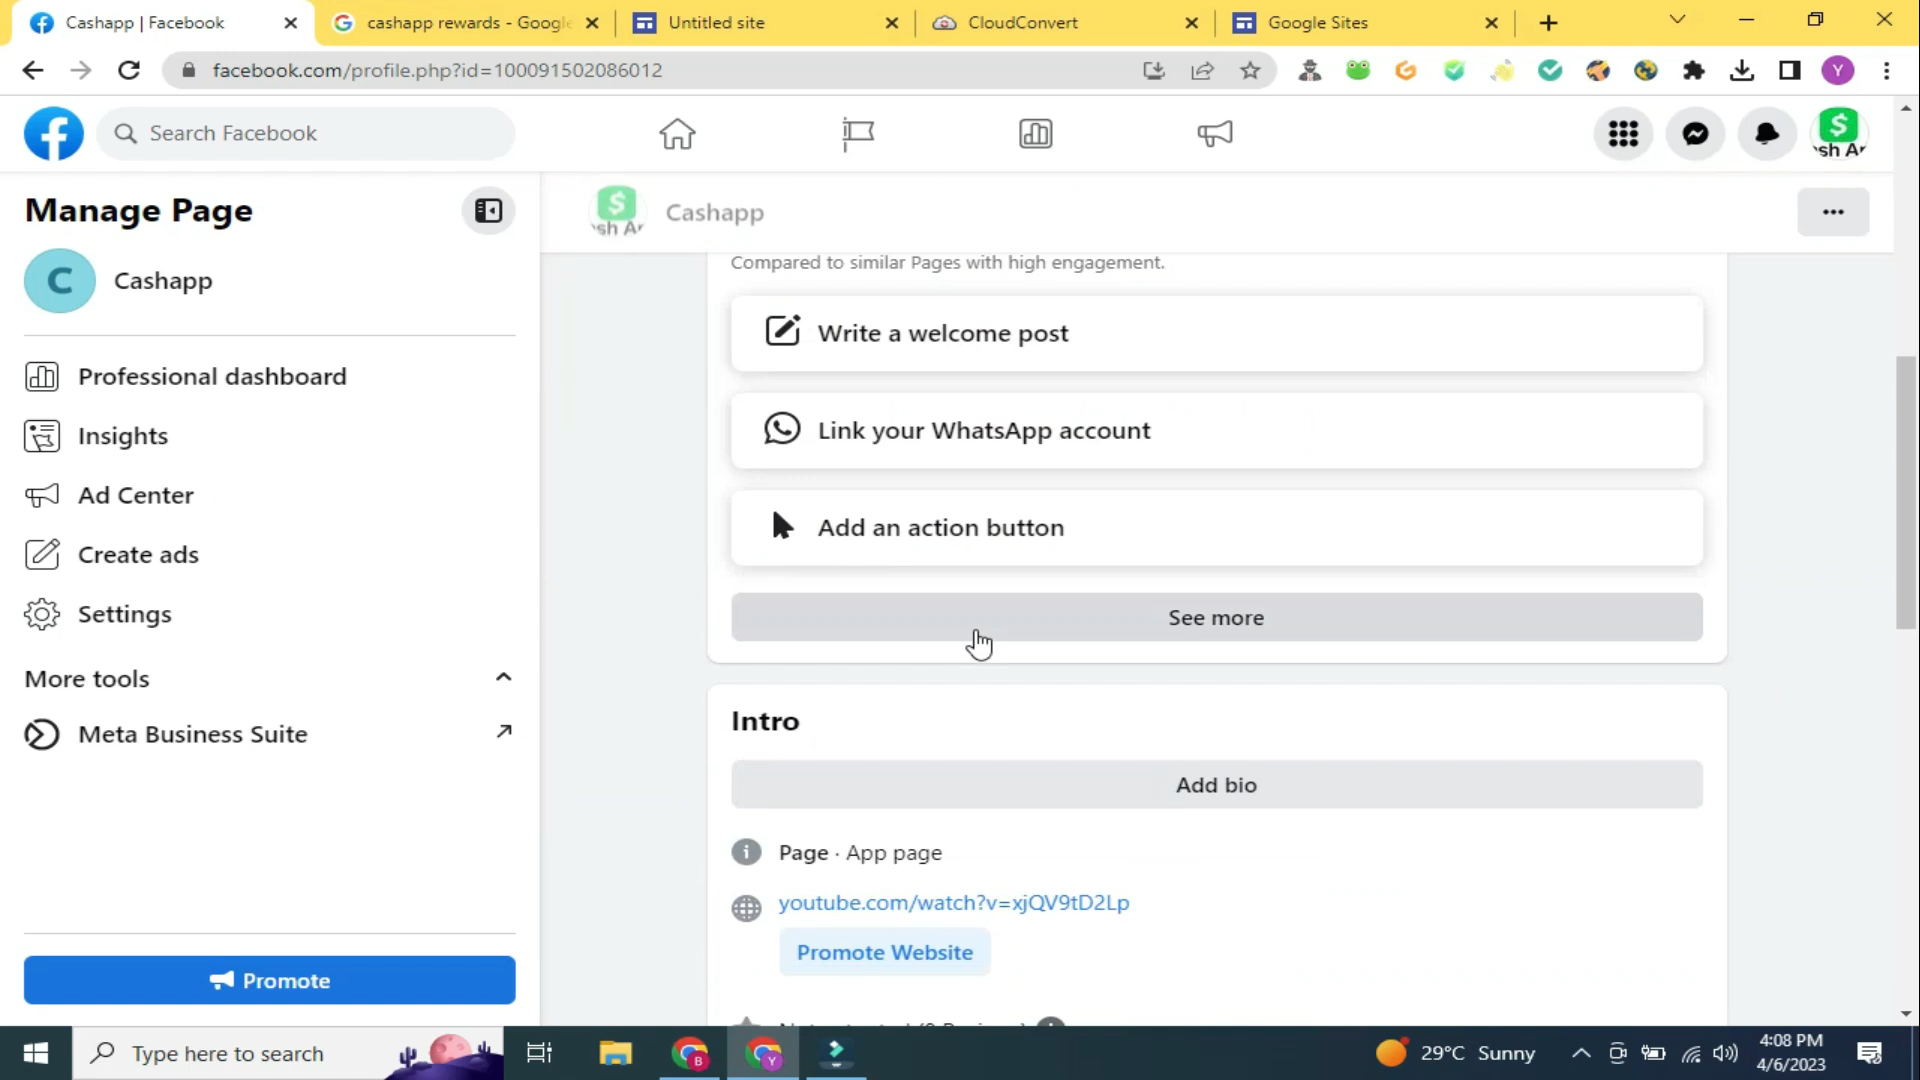 Cashapp | Facebook
cashapp rewards - Google
Untitled site
CloudConvert
Google Sites
facebook.com/profile.php?id=100091502086012
Y
Search Facebook
Manage Page
Cashapp
C Cashapp
Compared to similar Pages with high engagement.
Write a welcome post
Professional dashboard
Link your WhatsApp account
Insights
Ad Center
Add an action button
Create ads
Settings
See more
More tools
Meta Business Suite
Intro
Add bio
Page · App page
youtube.com/watch?v=xjQV9tD2Lp
Promote Website
Promote
Type here to search
29°C Sunny
4:08 PM
4/6/2023